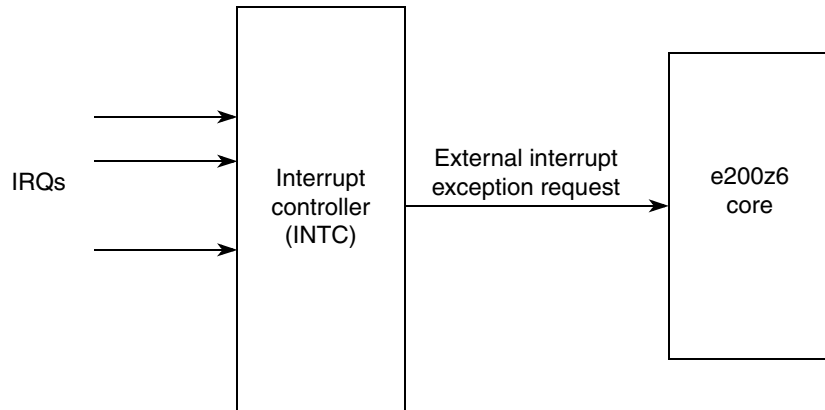 IRQs
Interrupt
controller
(INTC)
External interrupt
exception request
e200z6
core